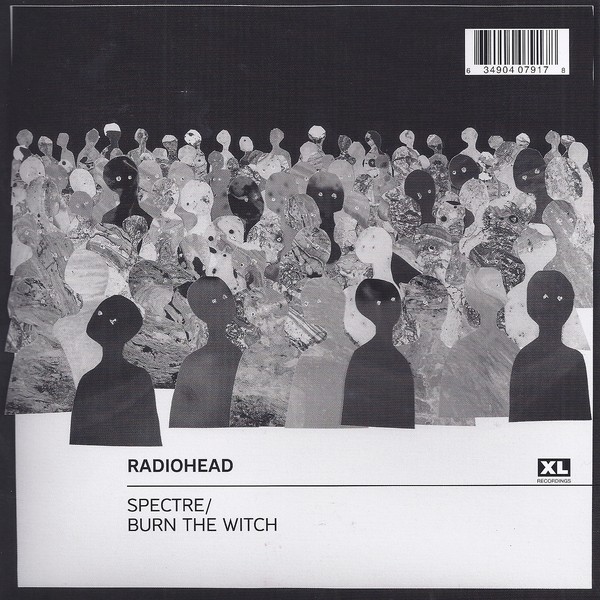 6 34904 07917 8
RADIOHEAD
XL
RECORDINGS
SPECTRE/
BURN THE WITCH